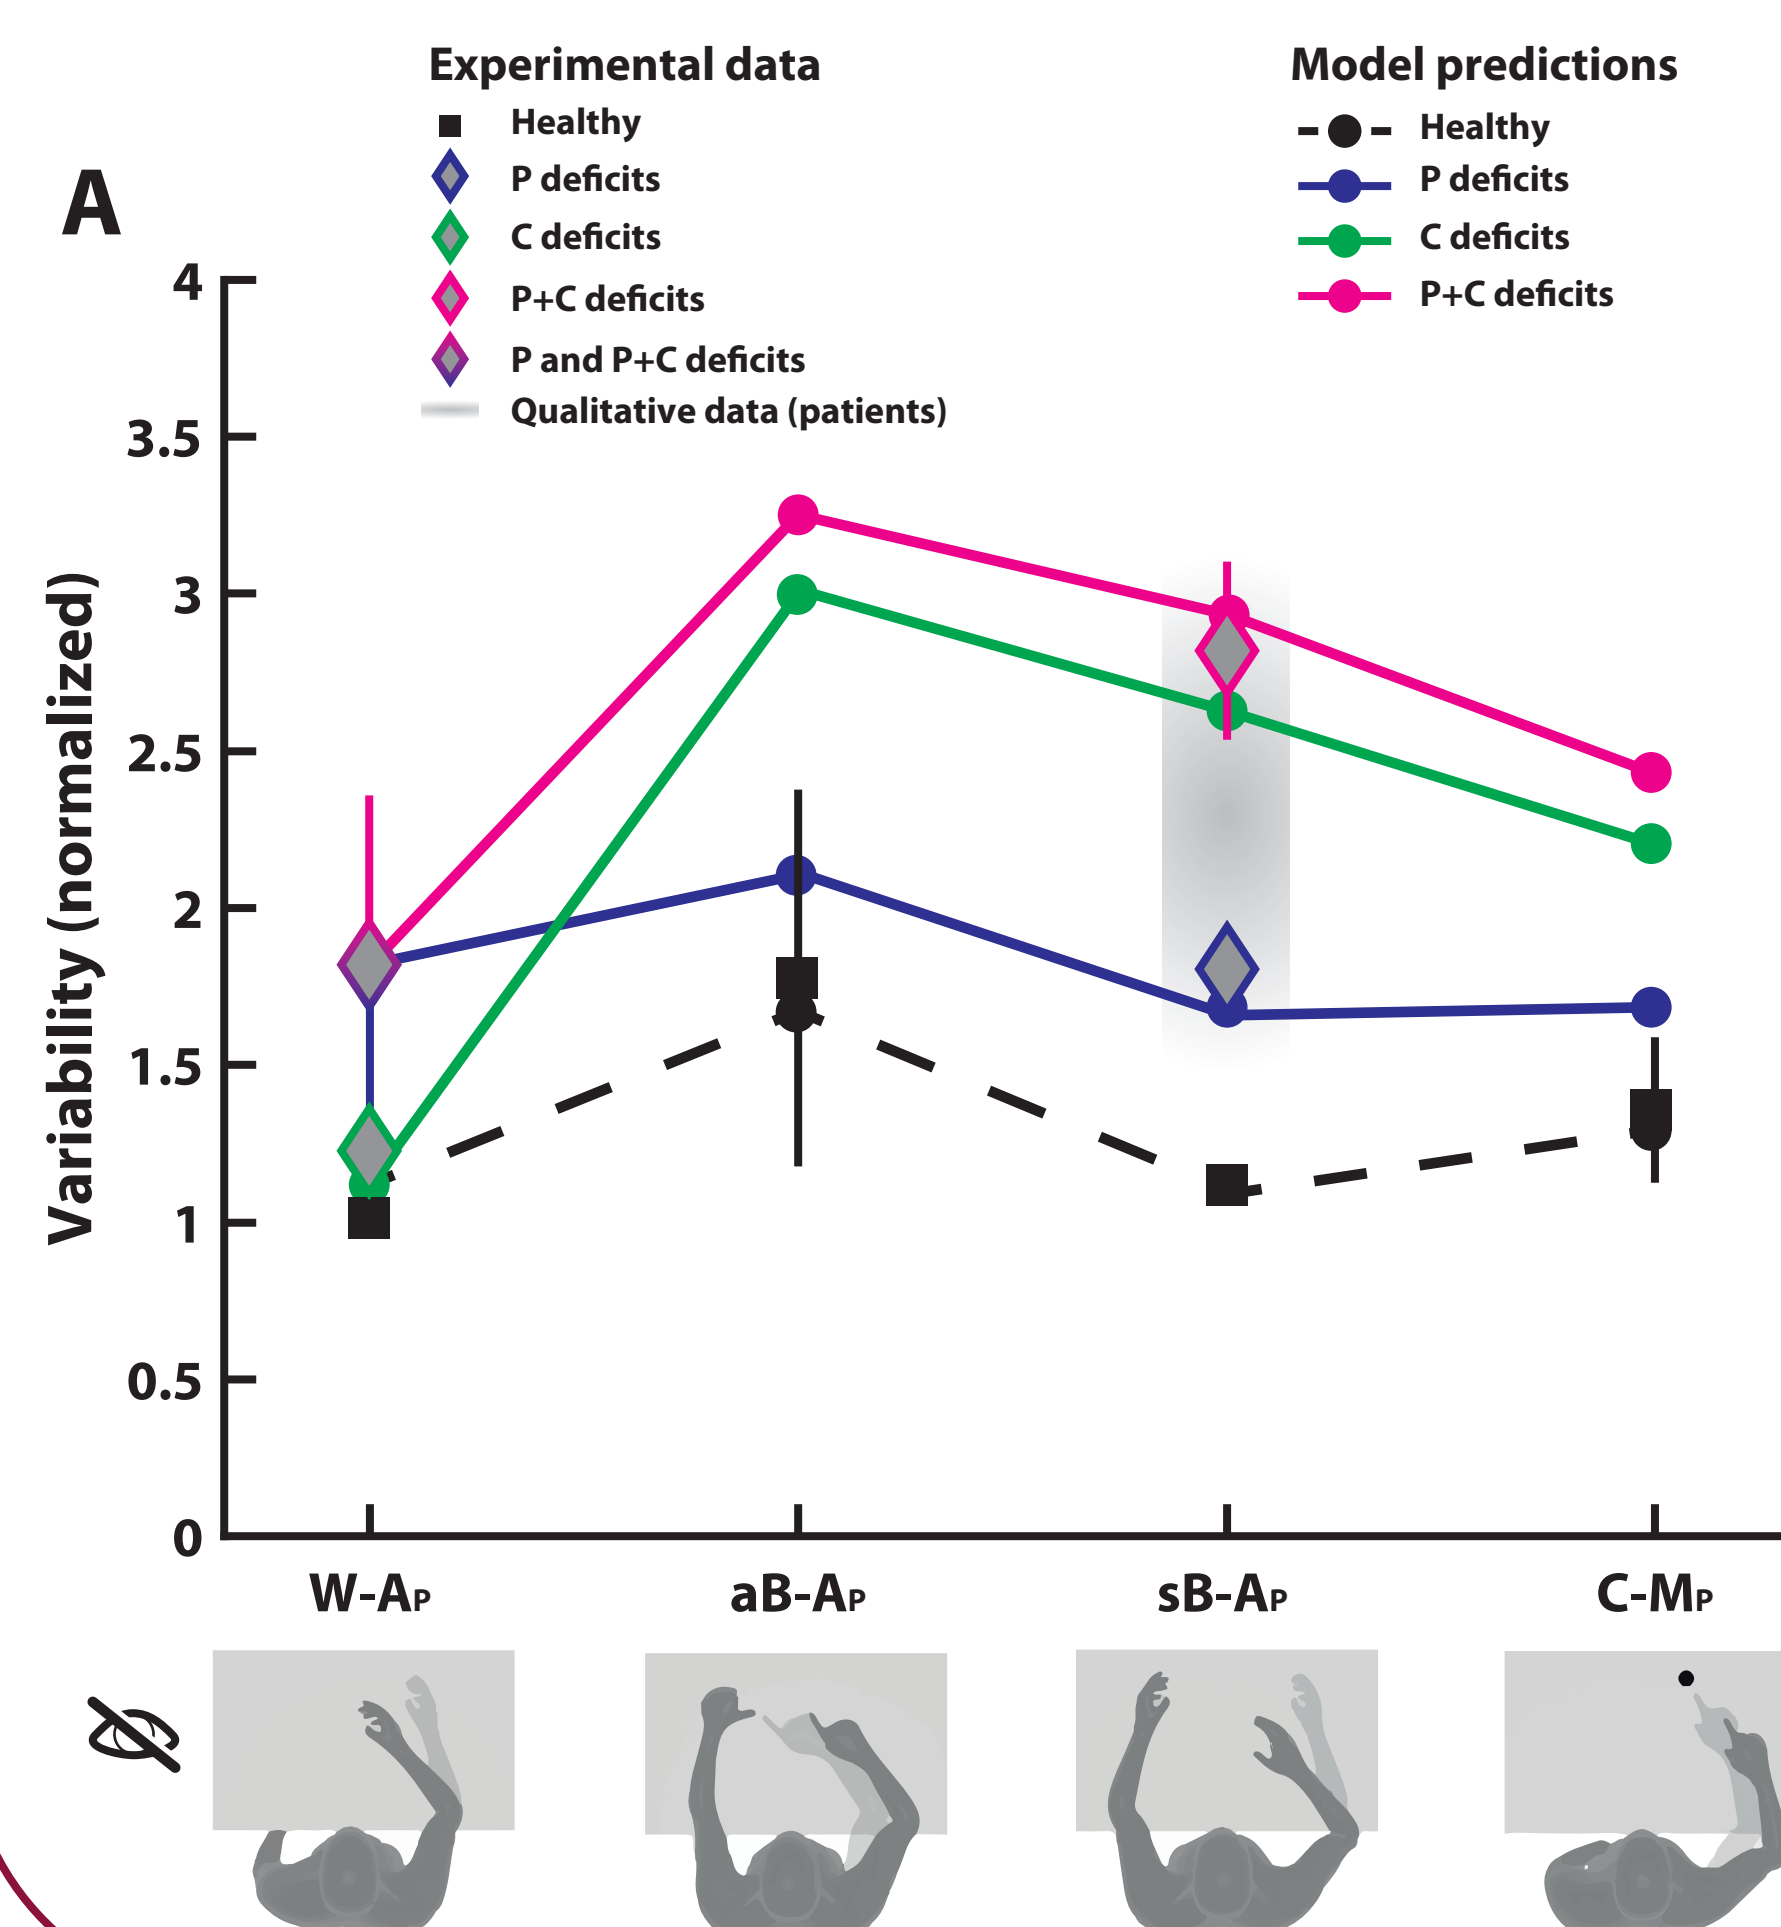 A
Experimental data
Healthy
P deficits
C deficits
P+C deficits
P and P+C deficits
Qualitative data (patients)
Model predictions
Healthy
P deficits
C deficits
P+C deficits
Variability (normalized)
4
3.5
3
2.5
2
1.5
1
0.5
0
W-AP
aB-AP
sB-AP
C-MP